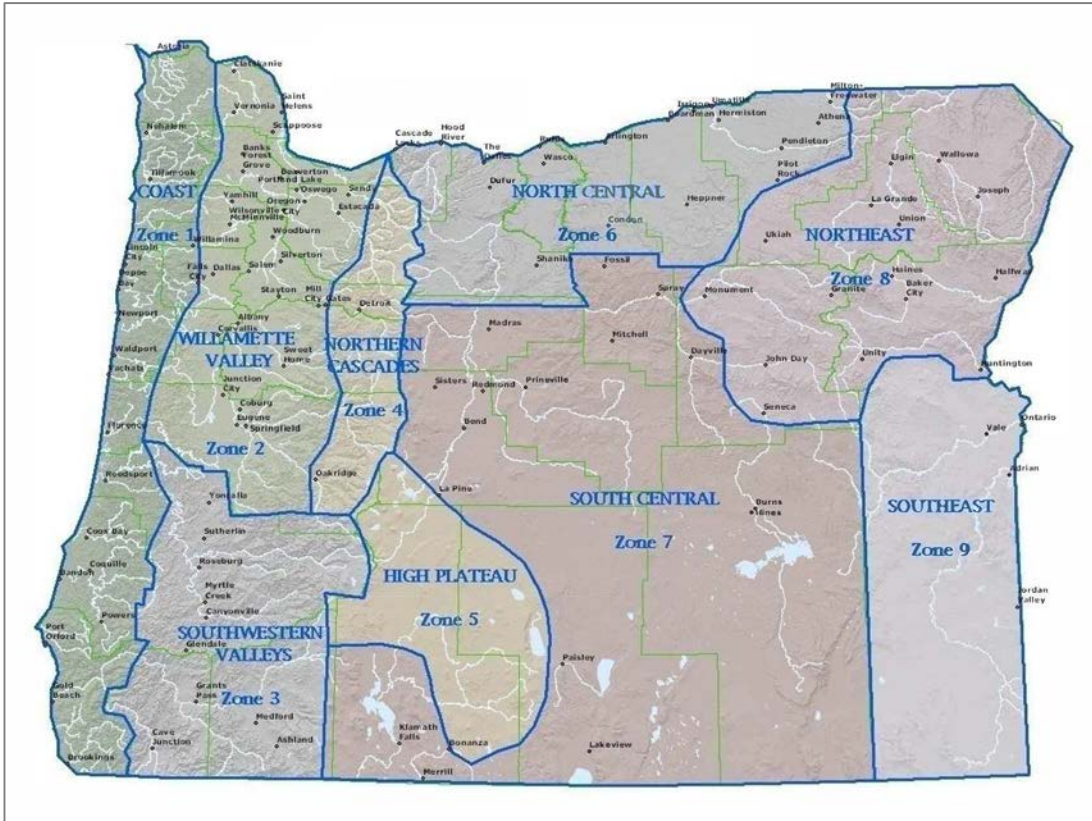 Astoria
Clatskanie
Vernonia
Saint
Helens
Scappoose
Nehalem
Banks
Forest
Grove
Beaverton
Portland
Lake
Oswego
Sandy
Tillamook
COAST
Zone 1
Yamhill
Wilsonville
McMinnville
Oregon
City
Estacada
Woodburn
Willamina
Lincoln
City
Depoe
Bay
Falls
City
Dallas
Salem
Silverton
Stayton
Mill
City
Gates
Detroit
Newport
Albany
Corvallis
WILLAMETTE
VALLEY
Sweet
Home
NORTHERN
CASCADES
Zone 4
Waldport
Yachats
Junction
City
Coburg
Eugene
Springfield
Zone 2
Florence
Oakridge
Reedsport
Yoncalla
Sutherlin
Coos Bay
Coquille
Bandon
Roseburg
Myrtle
Creek
Canyonville
Powers
Port
Orford
SOUTHWESTERN
VALLEYS
Glendale
Zone 3
Gold
Beach
Grants
Pass
Medford
Ashland
Cave
Junction
Brookings
Cascade
Locks
Hood
River
The
Dalles
Dufur
Rufus
Wasco
Arlington
Boardman
Irrigon
Umatilla
Hermiston
Milton-
Freewater
Athena
Pendleton
Pilot
Rock
NORTH CENTRAL
Zone 6
Condon
Heppner
Shaniko
Fossil
Spray
Elgin
Wallowa
La Grande
Joseph
Union
Ukiah
NORTHEAST
Zone 8
Haines
Baker
City
Halfway
Granite
Monument
Unity
John Day
Dayville
Seneca
Huntington
Madras
Mitchell
Sisters
Redmond
Prineville
Bend
La Pine
SOUTH CENTRAL
Zone 7
Burns
Hines
HIGH PLATEAU
Zone 5
Paisley
Klamath
Falls
Bonanza
Merrill
Lakeview
Ontario
Vale
Adrian
SOUTHEAST
Zone 9
Jordan
Valley